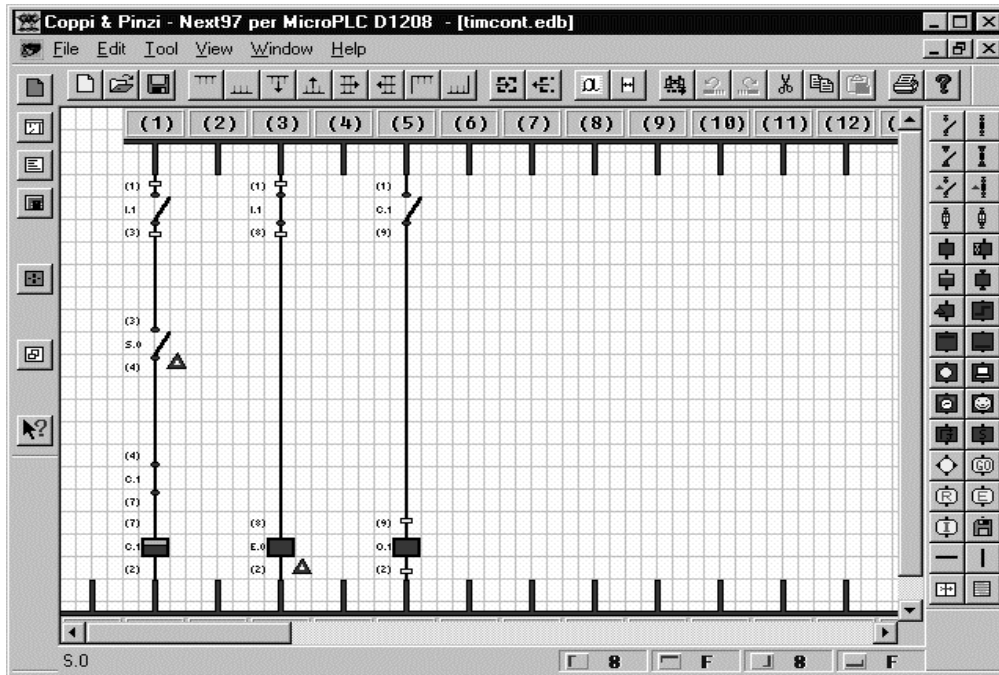 Coppi & Pinzi - Next97 per MicroPLC D1208 - [timcont.edb]
File Edit Tool View Window Help
α ?
(1) (2) (3) (4) (5) (6) (7) (8) (9) (10) (11) (12) (
(1) (1) (1)
I.1 I.1 C.1
(3) (8) (9)
(3)
S.0
(4)
?
(4)
C.1
(7)
(7) (8) (9)
C.1 E.0 O.1
(2) (2) (2)
GO
R E
I
S.0 8 F 8 F